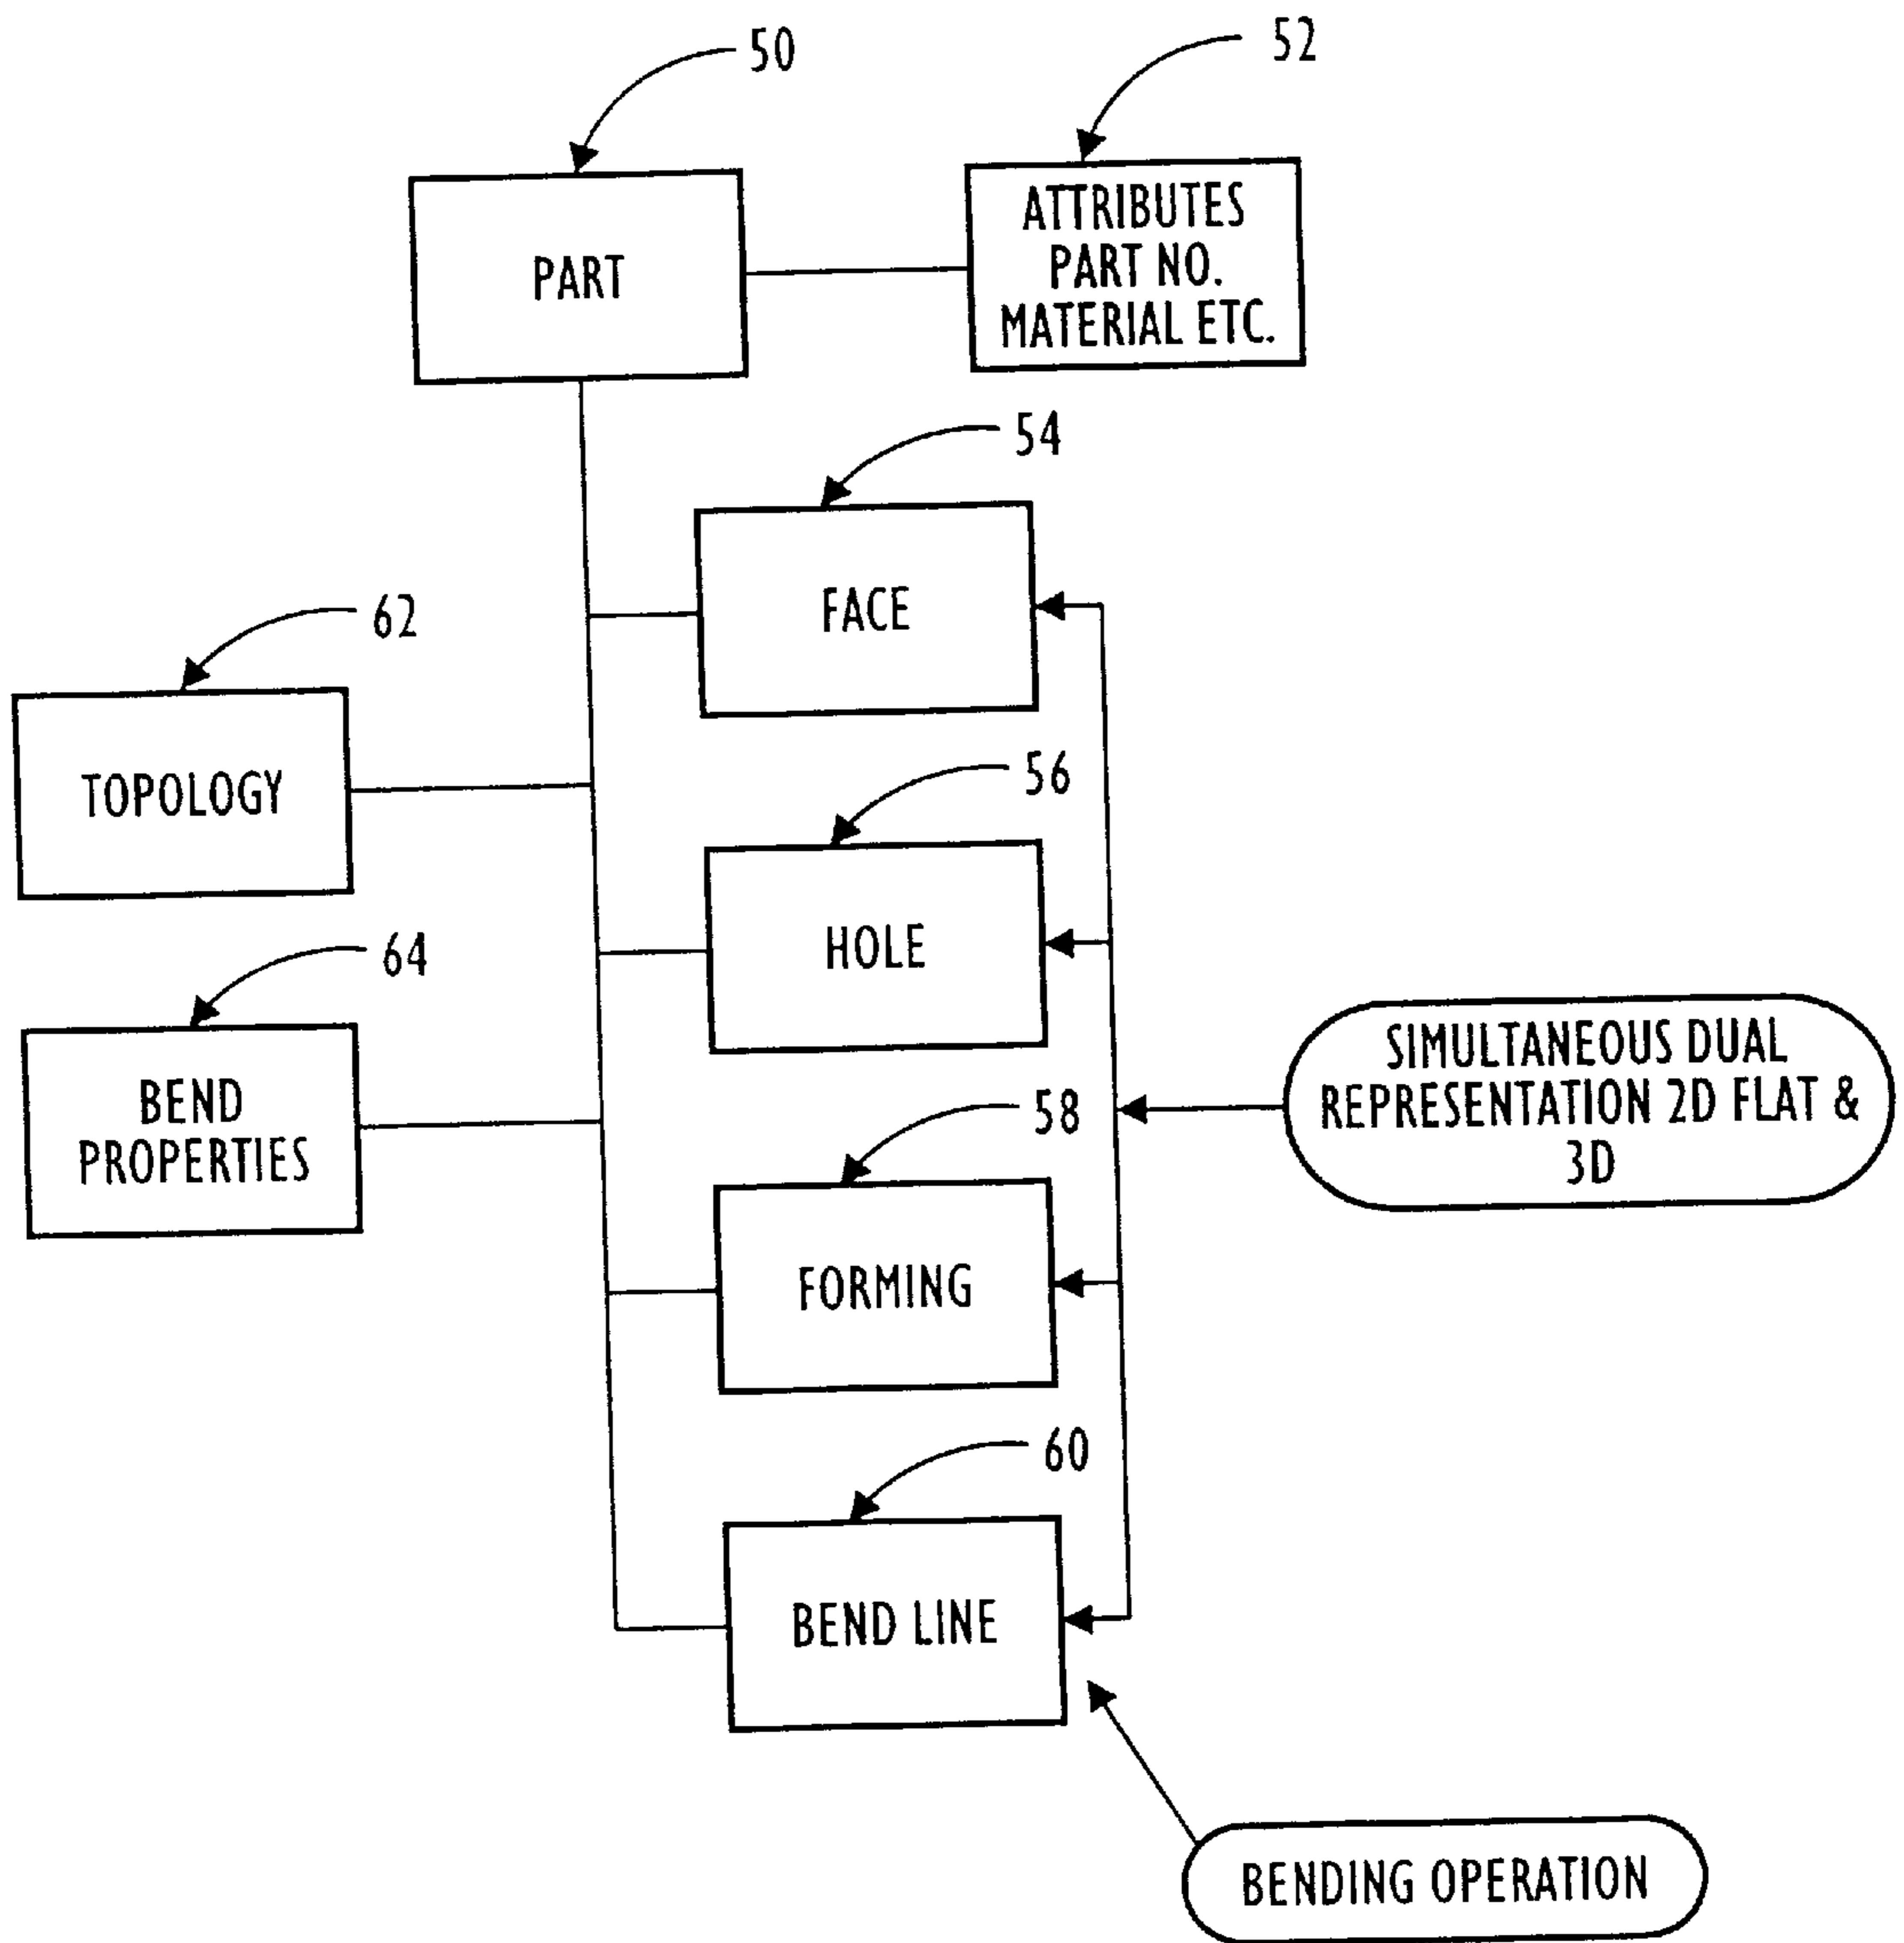 50
52
PART
ATTRIBUTES
PART NO.
MATERIAL ETC.
54
FACE
62
TOPOLOGY
56
HOLE
64
BEND
PROPERTIES
SIMULTANEOUS DUAL
REPRESENTATION 2D FLAT &
3D
58
FORMING
60
BEND LINE
BENDING OPERATION